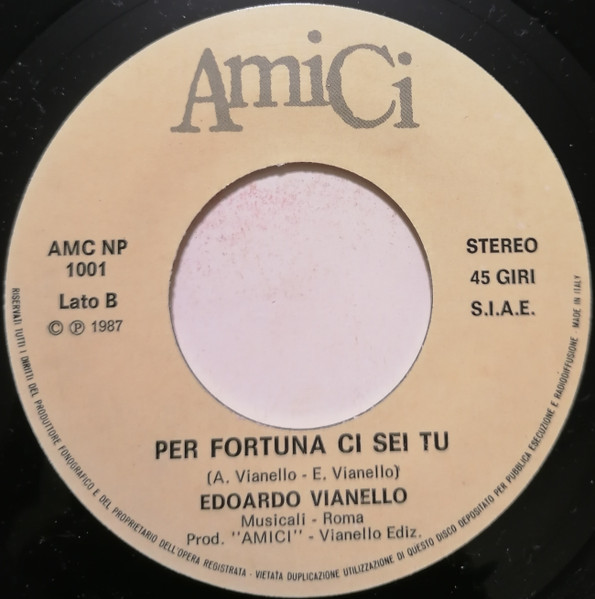 AmiCi
AMC NP
1001
Lato B
© ℗ 1987
STEREO
45 GIRI
S.I.A.E.
PER FORTUNA CI SEI TU
(A. Vianello - E. Vianello)
EDOARDO VIANELLO
Musicali - Roma
Prod. "AMICI" - Vianello Ediz.
RISERVATI TUTTI I DIRITTI DEL PRODUTTORE FONOGRAFICO E DEL PROPRIETARIO DELL'OPERA REGISTRATA - VIETATA DUPLICAZIONE UTILIZZAZIONE DI QUESTO DISCO DEPOSITATO PER PUBBLICA ESECUZIONE E RADIODIFFUSIONE - MADE IN ITALY